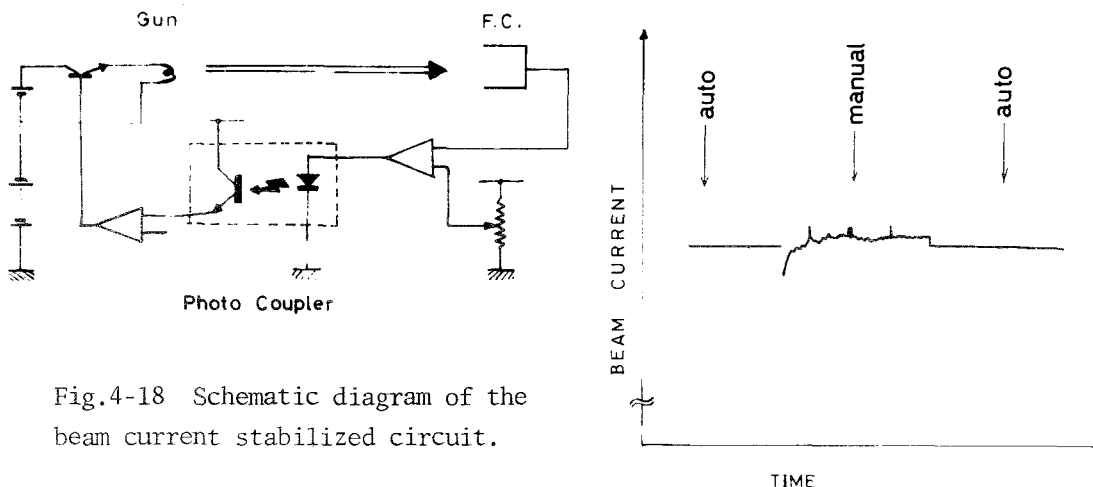 Gun
F.C.
Photo Coupler
Fig.4-18 Schematic diagram of the
beam current stabilized circuit.
auto
manual
auto
BEAM CURRENT
TIME